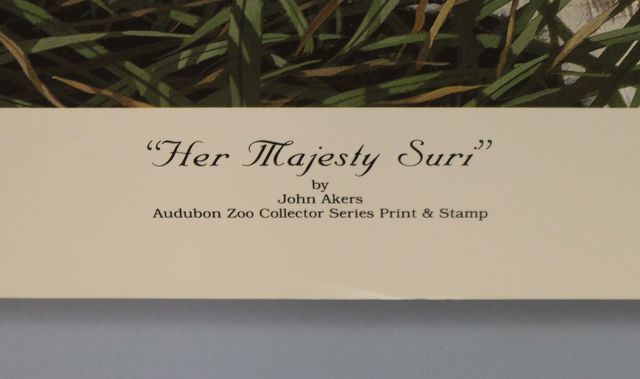 “Her Majesty Suri”
by
John Akers
Audubon Zoo Collector Series Print & Stamp